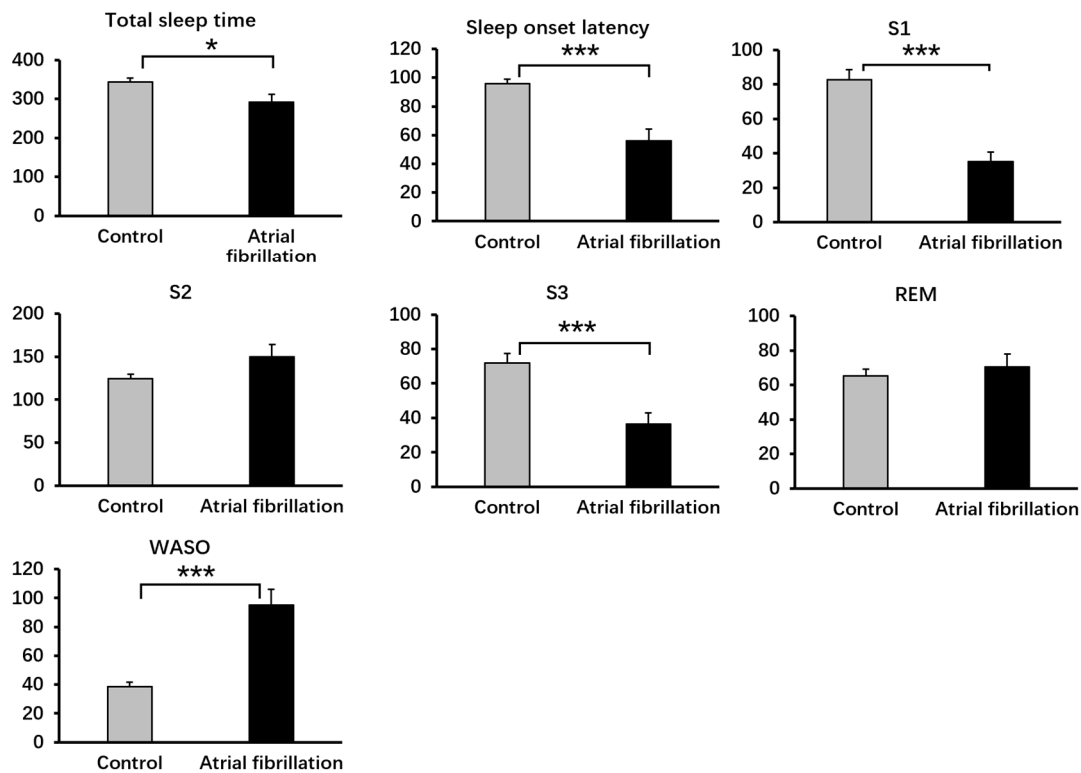 Total sleep time
*
400
300
200
100
0
Control
Atrial
fibrillation
Sleep onset latency
***
120
100
80
60
40
20
0
Control
Atrial fibrillation
S1
***
100
80
60
40
20
0
Control
Atrial fibrillation
S2
200
150
100
50
0
Control
Atrial fibrillation
S3
***
100
80
60
40
20
0
Control
Atrial fibrillation
REM
100
80
60
40
20
0
Control
Atrial fibrillation
WASO
***
120
100
80
60
40
20
0
Control
Atrial fibrillation